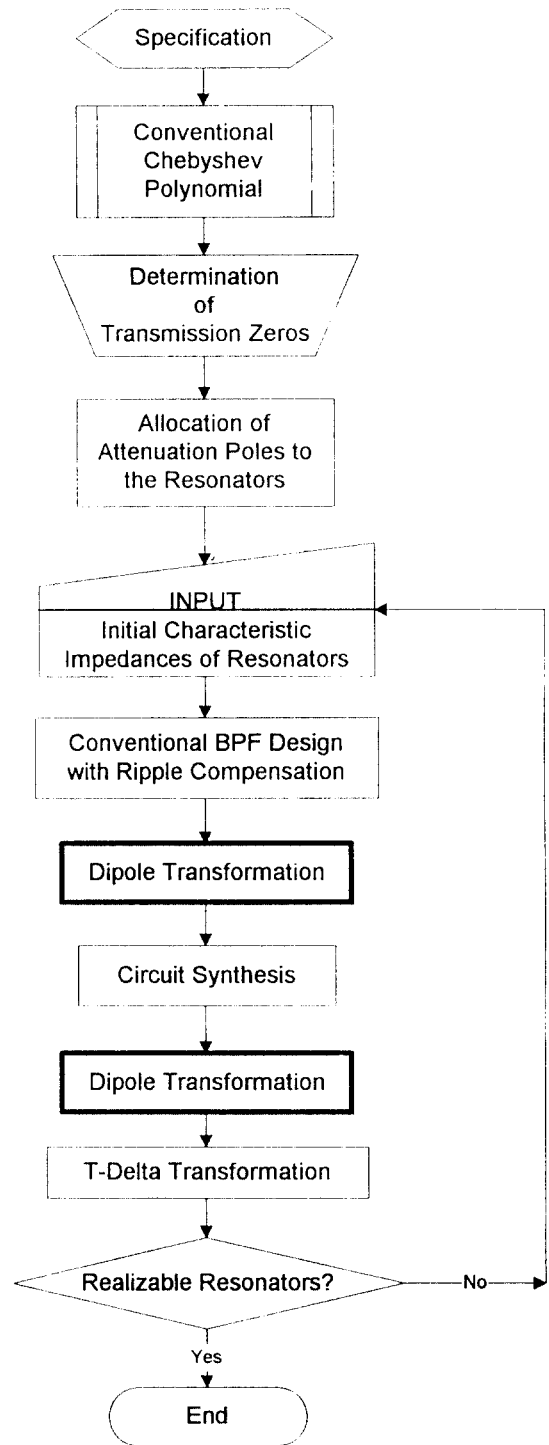 Specification
Conventional
Chebyshev
Polynomial
Determination
of
Transmission Zeros
Allocation of
Attenuation Poles to
the Resonators
INPUT
Initial Characteristic
Impedances of Resonators
Conventional BPF Design
with Ripple Compensation
Dipole Transformation
Circuit Synthesis
Dipole Transformation
T-Delta Transformation
Realizable Resonators?
No
Yes
End